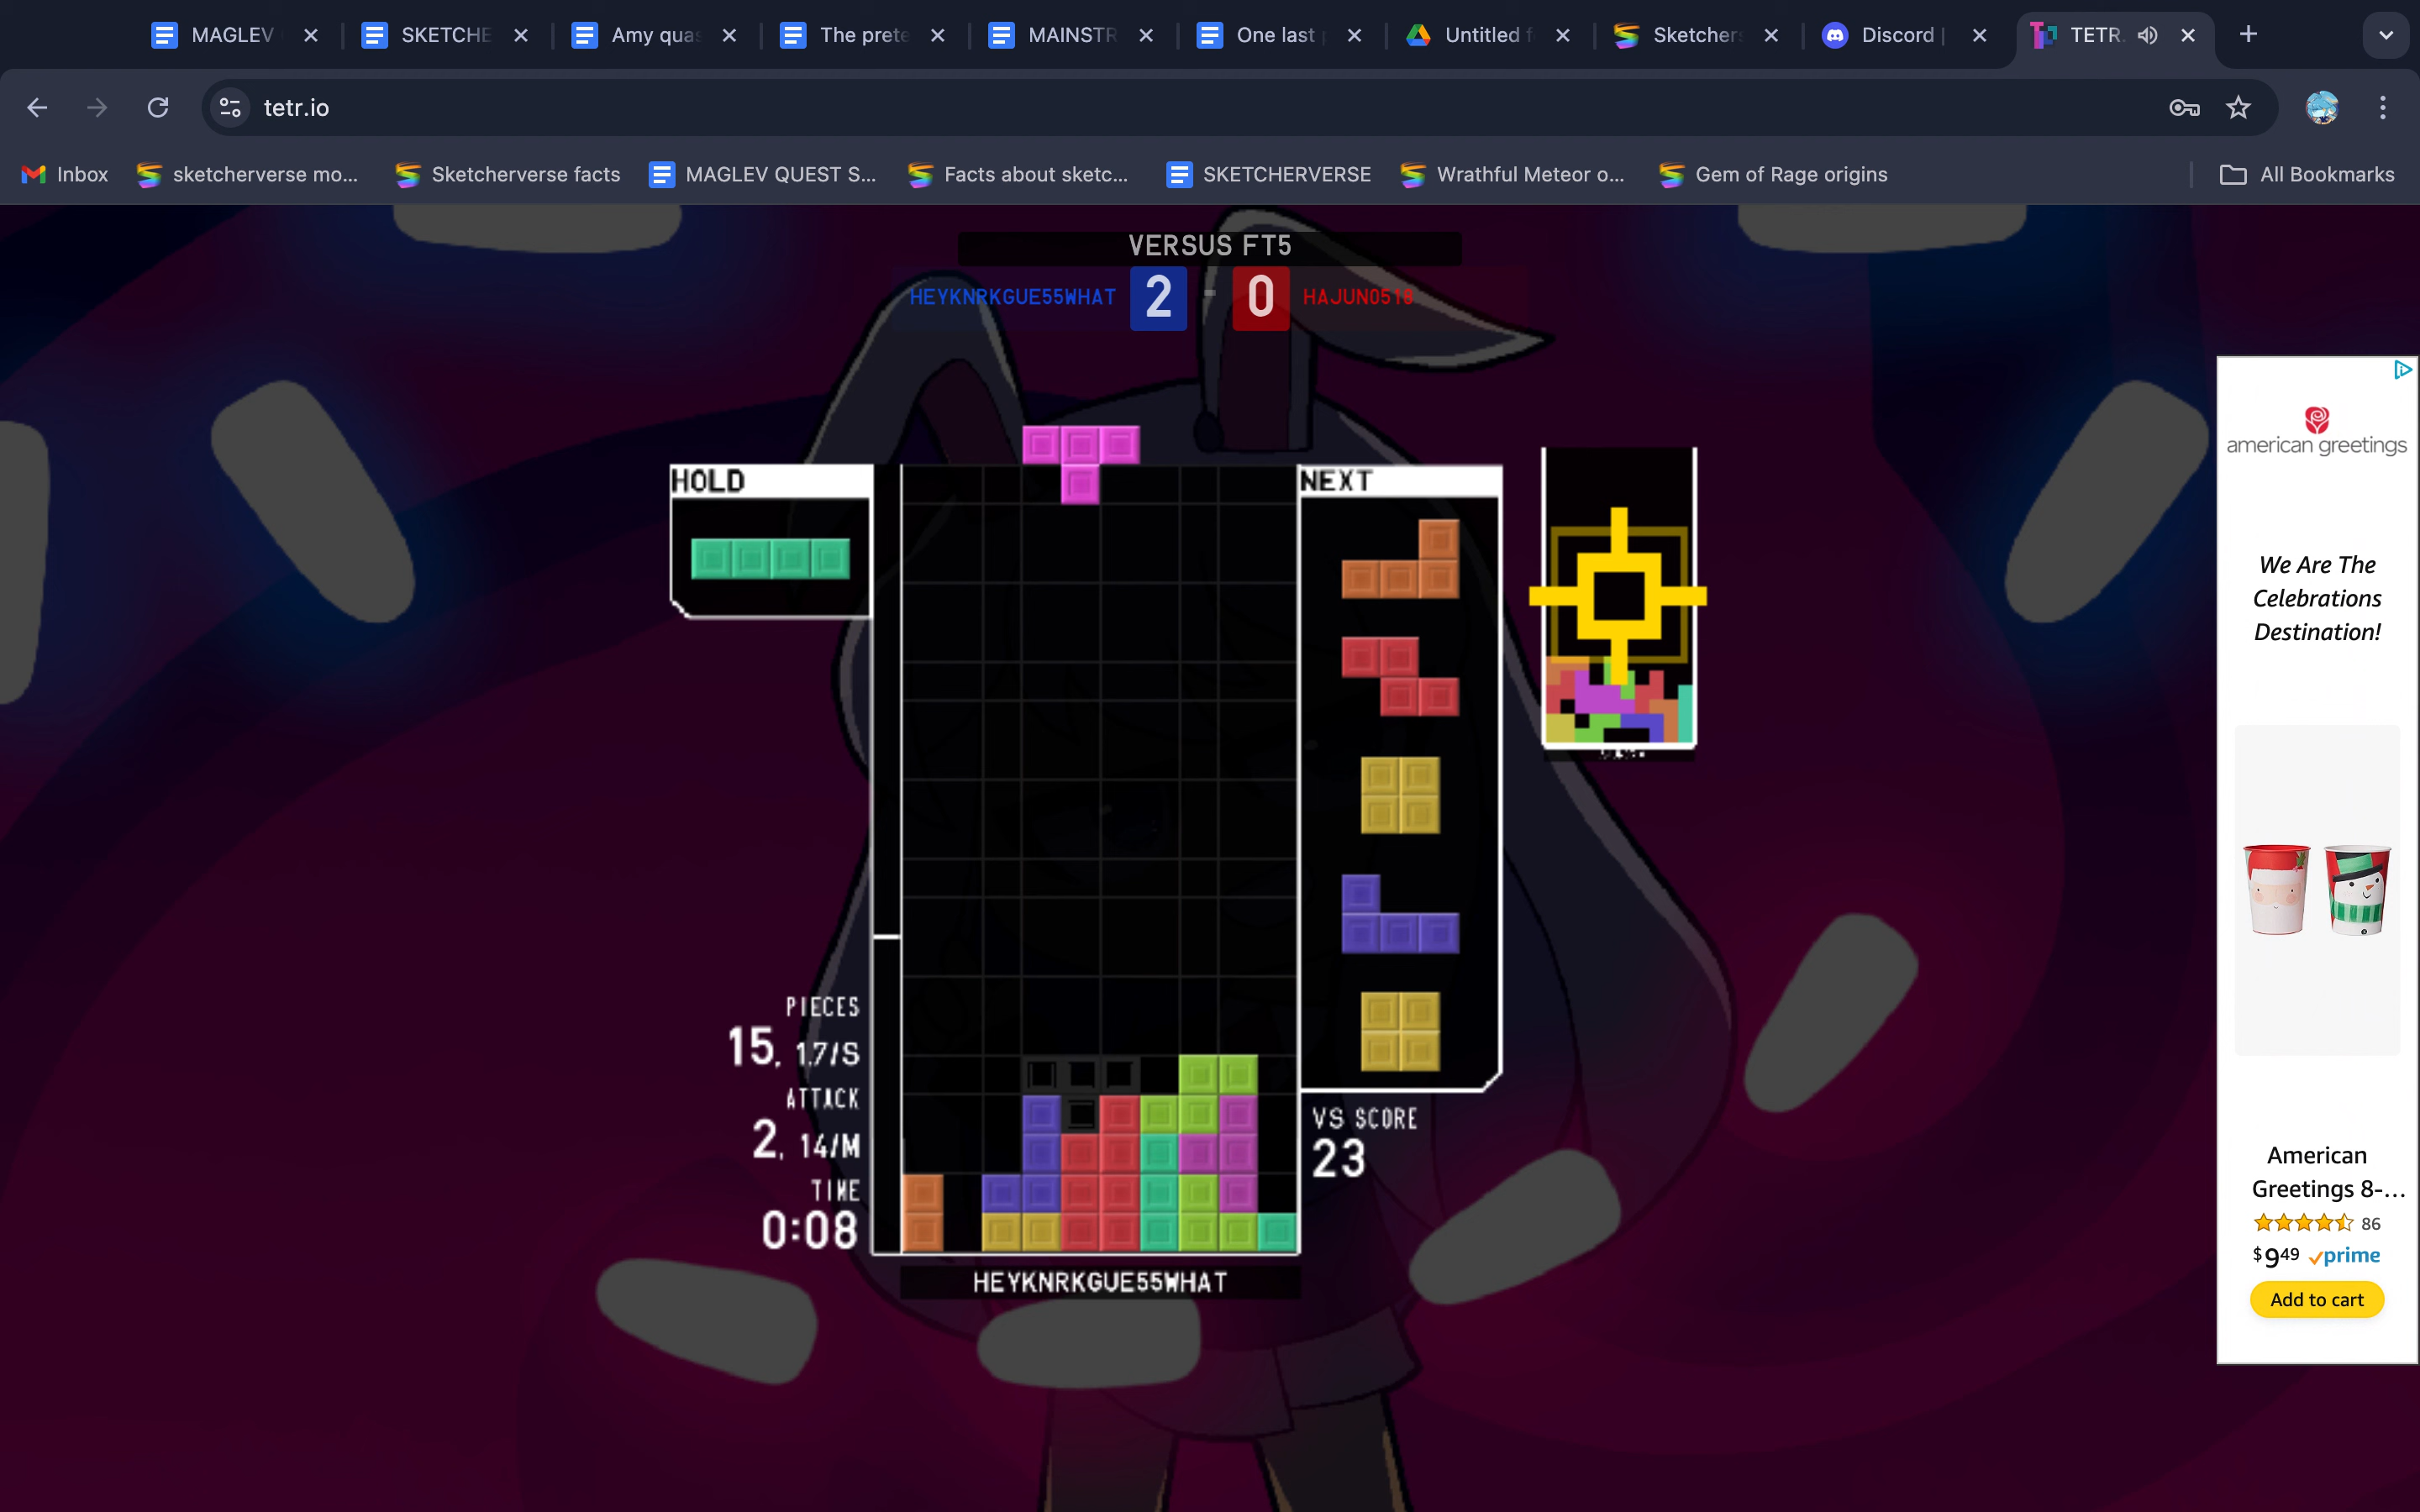 MAGLEV
SKETCHE
Amy quas
The prete
MAINSTR
One last
Untitled f
Sketchers
Discord |
TETR.
tetr.io
Inbox
sketcherverse mo...
Sketcherverse facts
MAGLEV QUEST S...
Facts about sketc...
SKETCHERVERSE
Wrathful Meteor o...
Gem of Rage origins
All Bookmarks
VERSUS FT5
HEYKNRKGUE55WHAT 2 - 0 HAJUN0518
HOLD
NEXT
PIECES
15, 1.7/S
ATTACK
2, 14/M
TIME
0:08
VS SCORE
23
HEYKNRKGUE55WHAT
american greetings
We Are The
Celebrations
Destination!
American
Greetings 8-...
86
$9.49 prime
Add to cart